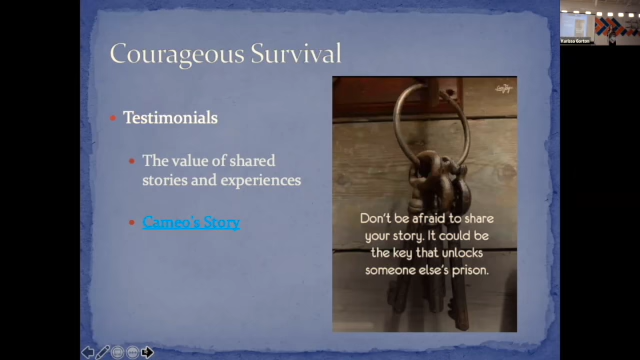 Courageous Survival
Testimonials
The value of shared
stories and experiences
Cameo's Story
Don't be afraid to share
your story. It could be
the key that unlocks
someone else's prison.